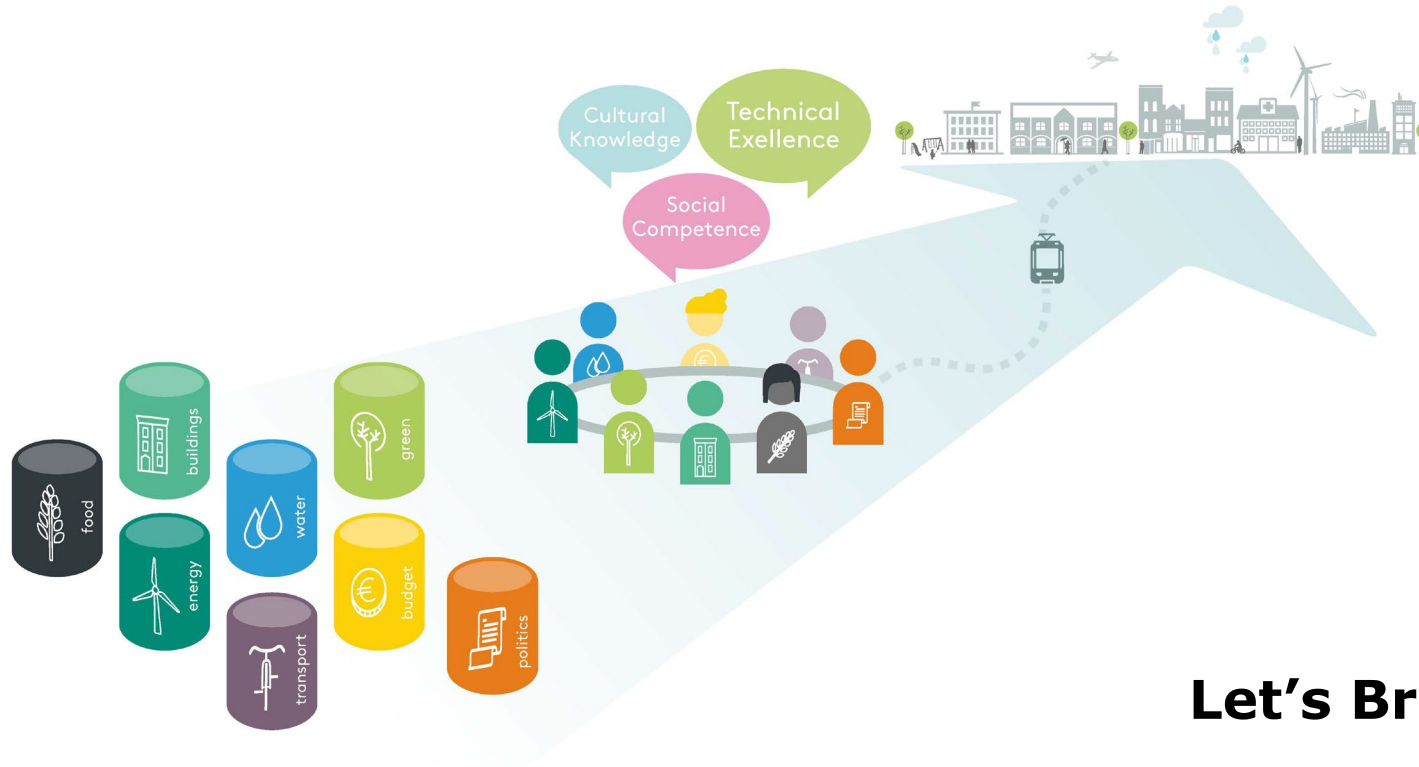 Cultural
Knowledge
Technical
Exellence
Social
Competence
buildings
green
food
water
energy
budget
transport
politics
Let’s Br